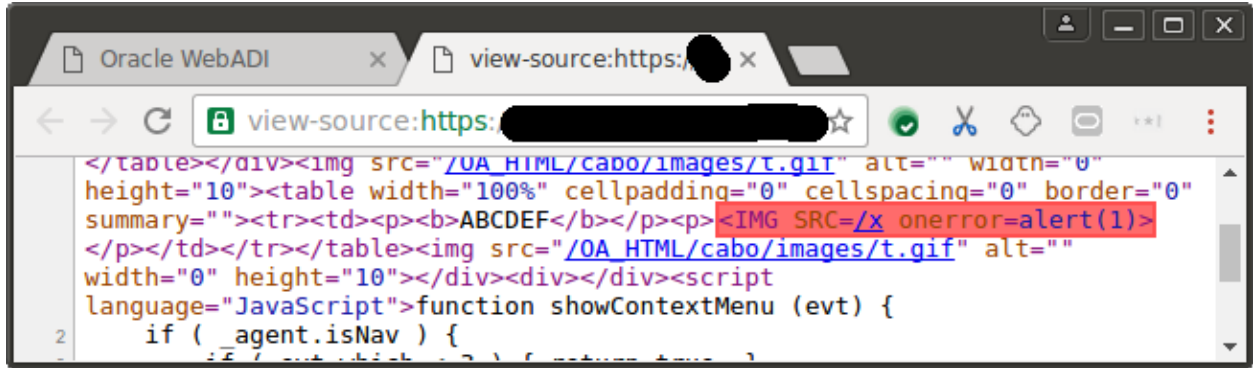 Oracle WebADI
view-source:https:/
view-source:https:/
</table></div><img src="/OA_HTML/cabo/images/t.gif" alt="" width="0"
height="10"><table width="100%" cellpadding="0" cellspacing="0" border="0"
summary=""><tr><td><p><b>ABCDEF</b></p><p><IMG SRC=/x onerror=alert(1)>
</p></td></tr></table><img src="/OA_HTML/cabo/images/t.gif" alt=""
width="0" height="10"></div><div></div><script
language="JavaScript">function showContextMenu (evt) {
2 if ( _agent.isNav ) {